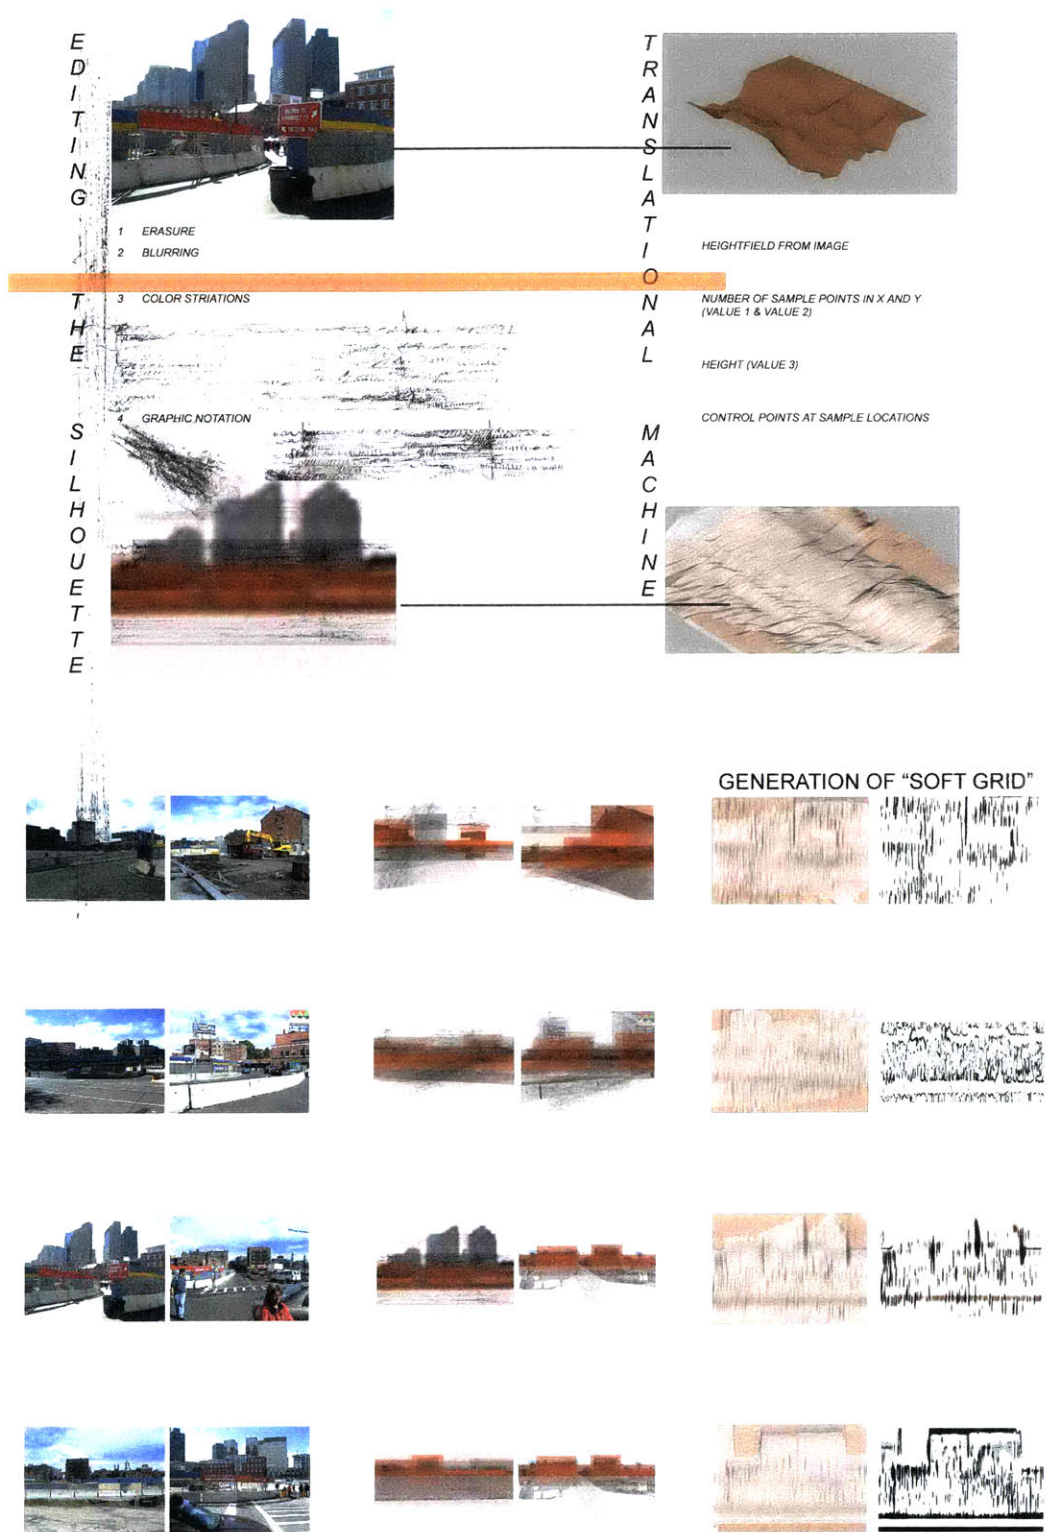 EDITING THE SILHOUETTE
TRANSLATIONAL MACHINE
1 ERASURE
2 BLURRING
3 COLOR STRIATIONS
4 GRAPHIC NOTATION
HEIGHTFIELD FROM IMAGE
NUMBER OF SAMPLE POINTS IN X AND Y
(VALUE 1 & VALUE 2)
HEIGHT (VALUE 3)
CONTROL POINTS AT SAMPLE LOCATIONS
GENERATION OF “SOFT GRID”